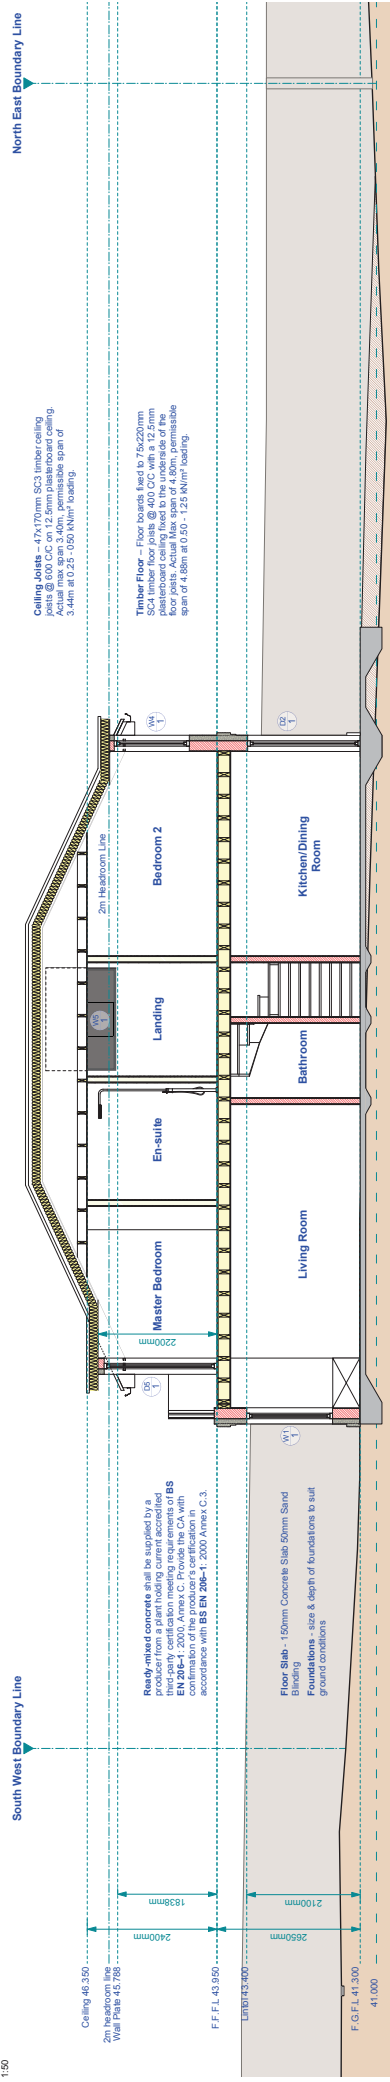 1:50
South West Boundary Line
North East Boundary Line
Ceiling Joists – 47x170mm SC3 timber ceiling
joists @ 600 C/C on 12.5mm plasterboard ceiling.
Actual max span 3.40m, permissible span of
3.44m at 0.25 - 050 kN/m² loading.
Ceiling 46.350
2m headroom line
Wall Plate 45.788
2m Headroom Line
W5
1
Timber Floor – Floor boards fixed to 75x220mm
SC4 timber floor joists @ 400 C/C with a 12.5mm
plasterboard ceiling fixed to the underside of the
floor joists. Actual Max span of 4.80m, permissible
span of 4.88m at 0.50 - 1.25 kN/m² loading.
2400mm
1838mm
Ready-mixed concrete shall be supplied by a
producer from a plant holding current accredited
third-party certification meeting requirements of BS
EN 206–1: 2000, Annex C. Provide the CA with
confirmation of the producer's certification in
accordance with BS EN 206–1: 2000 Annex C.3.
D5
1
2200mm
Master Bedroom
En-suite
Landing
Bedroom 2
W4
1
F.F.F.L 43.950
Lintol 43.400
2650mm
2100mm
Floor Slab - 150mm Concrete Slab 50mm Sand
Blinding
Foundations - size & depth of foundations to suit
ground conditions
W1
1
Living Room
Bathroom
Kitchen/Dining
Room
D2
1
F.G.F.L 41.300
41.000